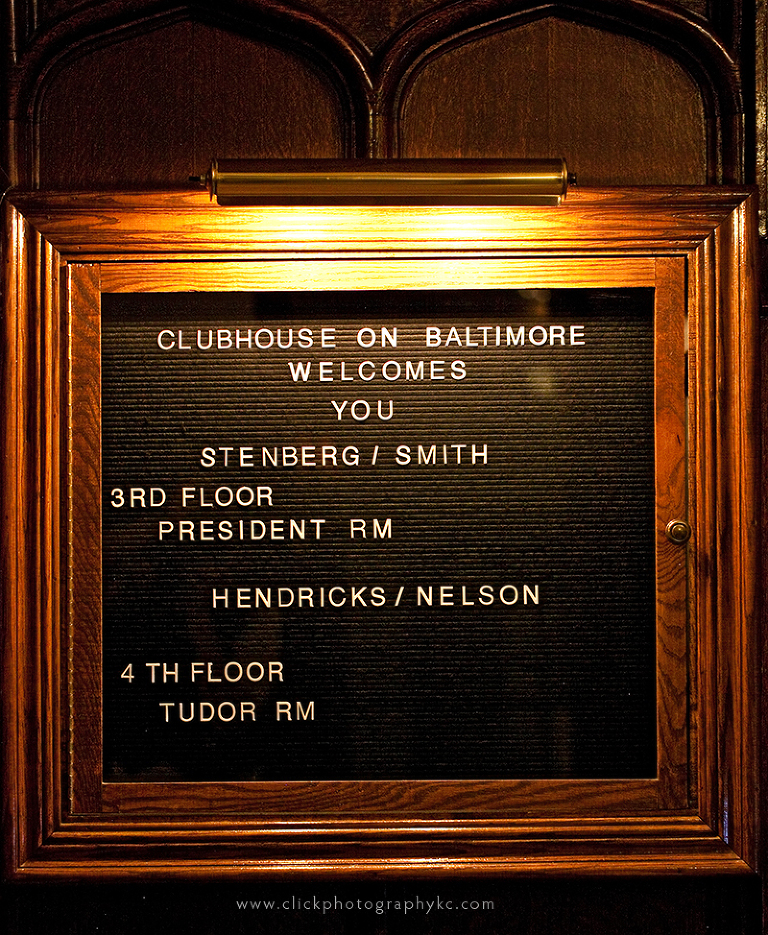 CLUBHOUSE ON BALTIMORE
WELCOMES
YOU
STENBERG / SMITH
3RD FLOOR
PRESIDENT RM
HENDRICKS / NELSON
4 TH FLOOR
TUDOR RM
www.clickphotographykc.com